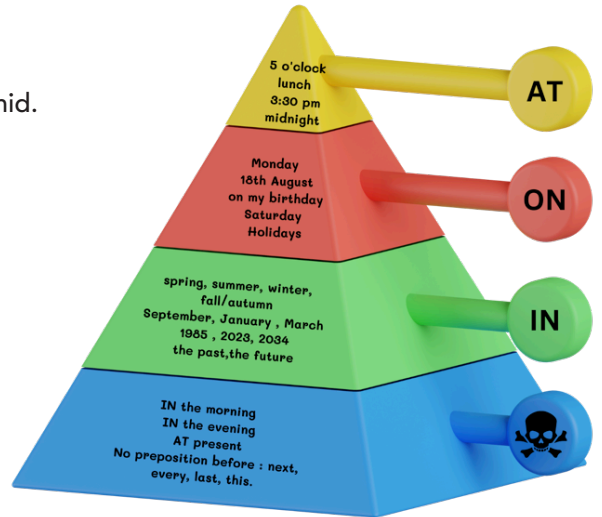 nid.
5 o'clock
lunch
3:30 pm
midnight
AT
Monday
18th August
on my birthday
Saturday
Holidays
ON
spring, summer, winter,
fall/autumn
September, January , March
1985 , 2023, 2034
the past,the future
IN
IN the morning
IN the evening
AT present
No preposition before : next,
every, last, this.